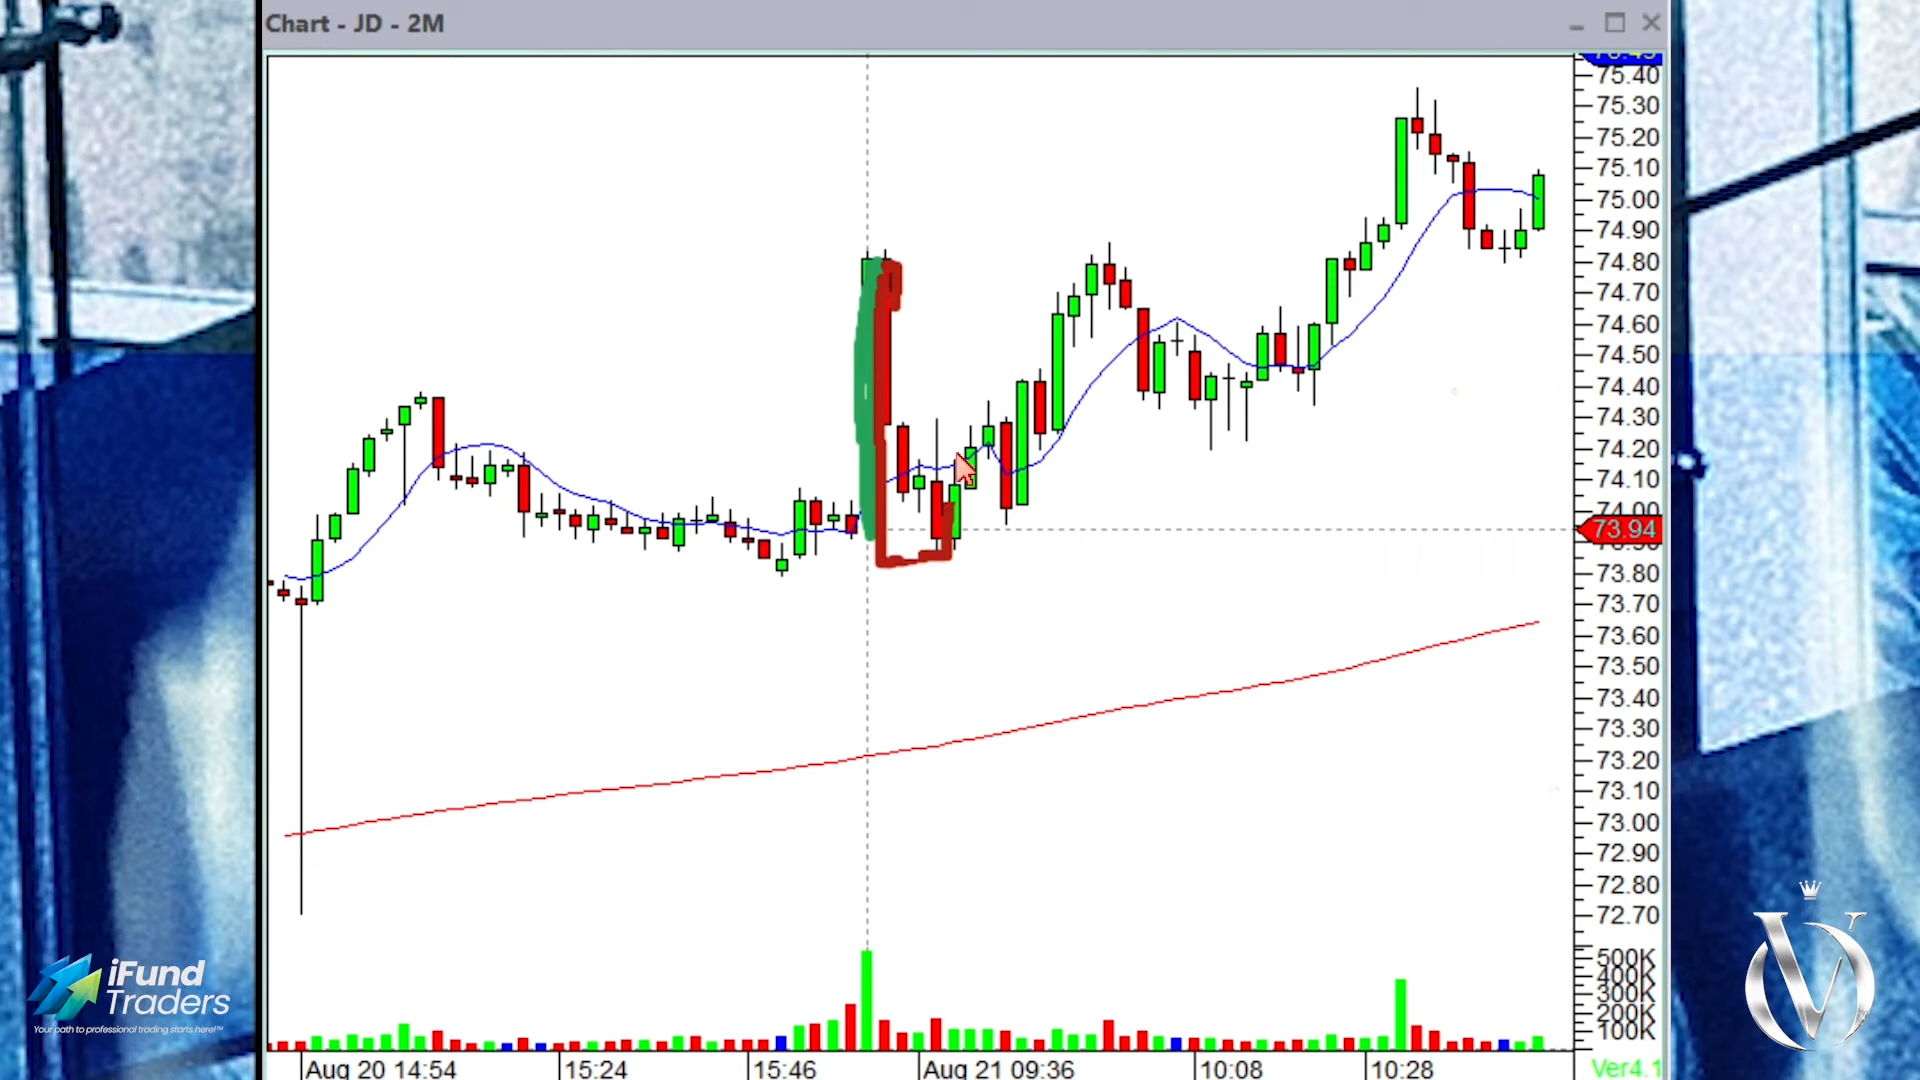 Chart - JD - 2M
75.40
75.30
75.20
75.10
75.00
74.90
74.80
74.70
74.60
74.50
74.40
74.30
74.20
74.10
74.00
73.94
73.80
73.70
73.60
73.50
73.40
73.30
73.20
73.10
73.00
72.90
72.80
72.70
500K
400K
300K
200K
100K
Aug 20 14:54 15:24 15:46 Aug 21 09:36 10:08 10:28 Ver4.1
iFund
Traders
Your path to professional trading starts here!™